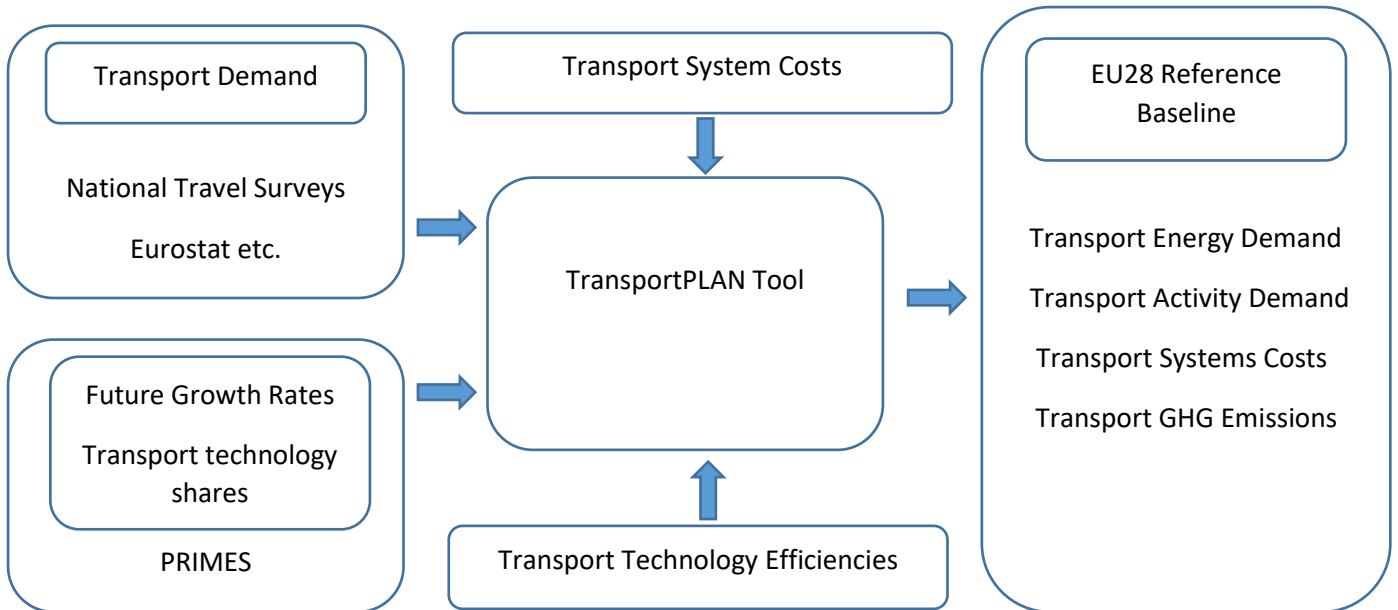 Transport Demand
National Travel Surveys
Eurostat etc.
Future Growth Rates
Transport technology
shares
PRIMES
Transport System Costs
TransportPLAN Tool
Transport Technology Efficiencies
EU28 Reference
Baseline
Transport Energy Demand
Transport Activity Demand
Transport Systems Costs
Transport GHG Emissions